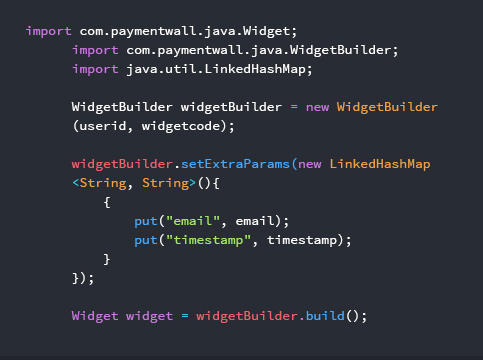 import com.paymentwall.java.Widget;
import com.paymentwall.java.WidgetBuilder;
import java.util.LinkedHashMap;
WidgetBuilder widgetBuilder = new WidgetBuilder
(userid, widgetcode);
widgetBuilder.setExtraParams(new LinkedHashMap
<String, String>(){
{
put("email", email);
put("timestamp", timestamp);
}
});
Widget widget = widgetBuilder.build();